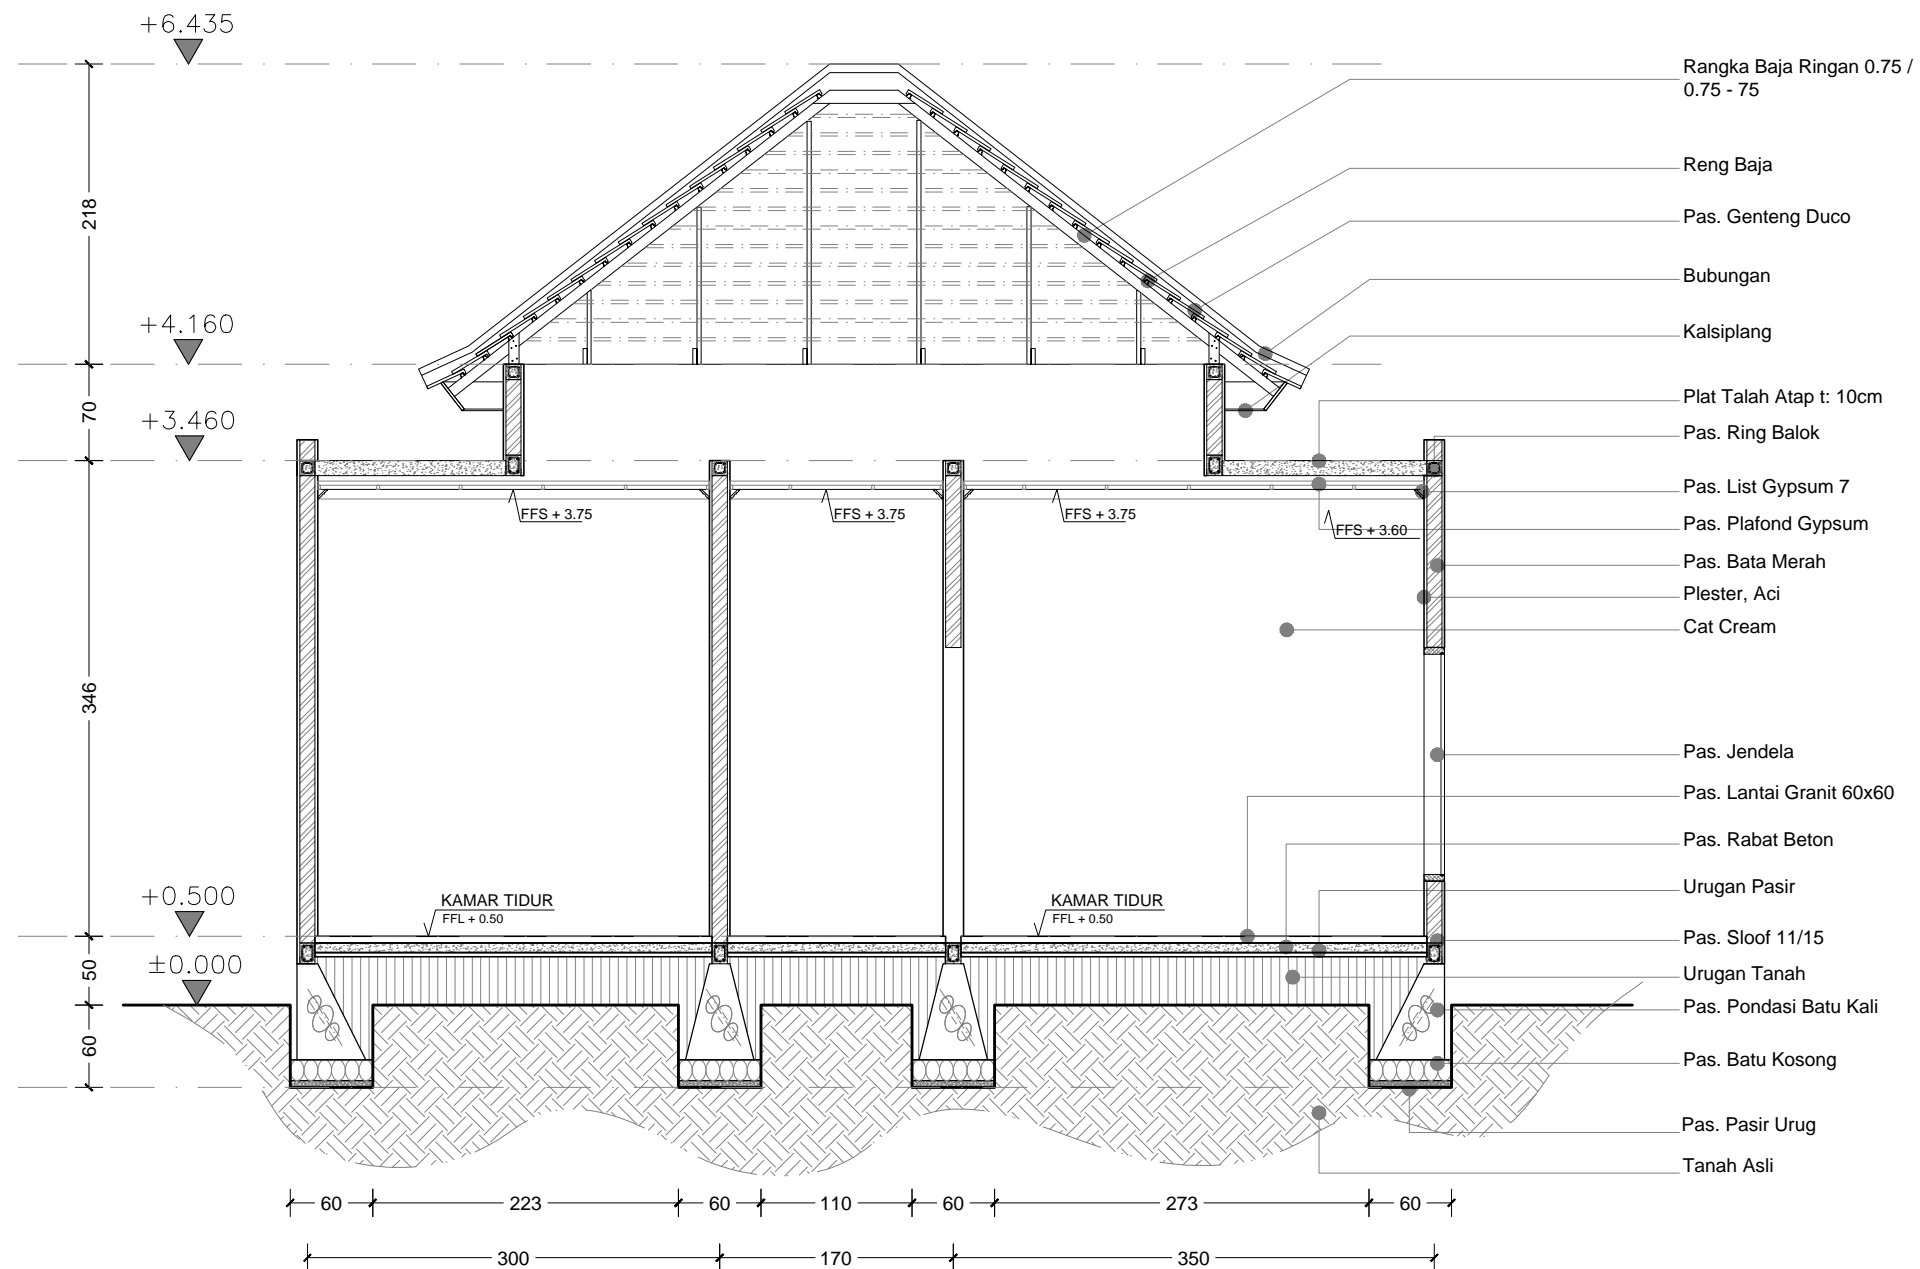 +6.435
Rangka Baja Ringan 0.75 /
0.75 - 75
Reng Baja
218
Pas. Genteng Duco
Bubungan
+4.160
Kalsiplang
70
Plat Talah Atap t: 10cm
+3.460
Pas. Ring Balok
Pas. List Gypsum 7
FFS + 3.75
FFS + 3.75
FFS + 3.75
FFS + 3.60
Pas. Plafond Gypsum
Pas. Bata Merah
Plester, Aci
Cat Cream
346
Pas. Jendela
Pas. Lantai Granit 60x60
Pas. Rabat Beton
+0.500
KAMAR TIDUR
FFL + 0.50
KAMAR TIDUR
FFL + 0.50
Urugan Pasir
Pas. Sloof 11/15
50
±0.000
Urugan Tanah
Pas. Pondasi Batu Kali
60
Pas. Batu Kosong
Pas. Pasir Urug
Tanah Asli
60
223
60
110
60
273
60
300
170
350